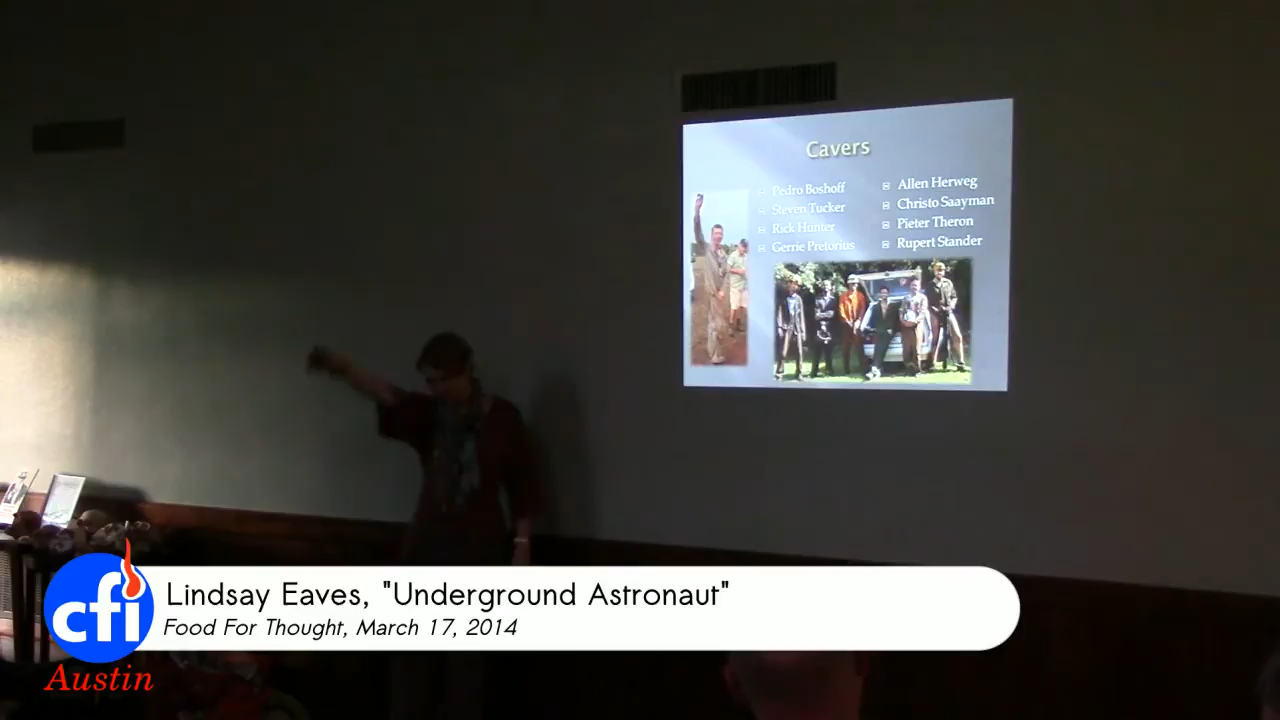 Cavers
Pedro Boshoff
Steven Tucker
Rick Hunter
Gerrie Pretorius
Allen Herweg
Christo Saayman
Pieter Theron
Rupert Stander
Lindsay Eaves, "Underground Astronaut"
Food For Thought, March 17, 2014
cfi
Austin